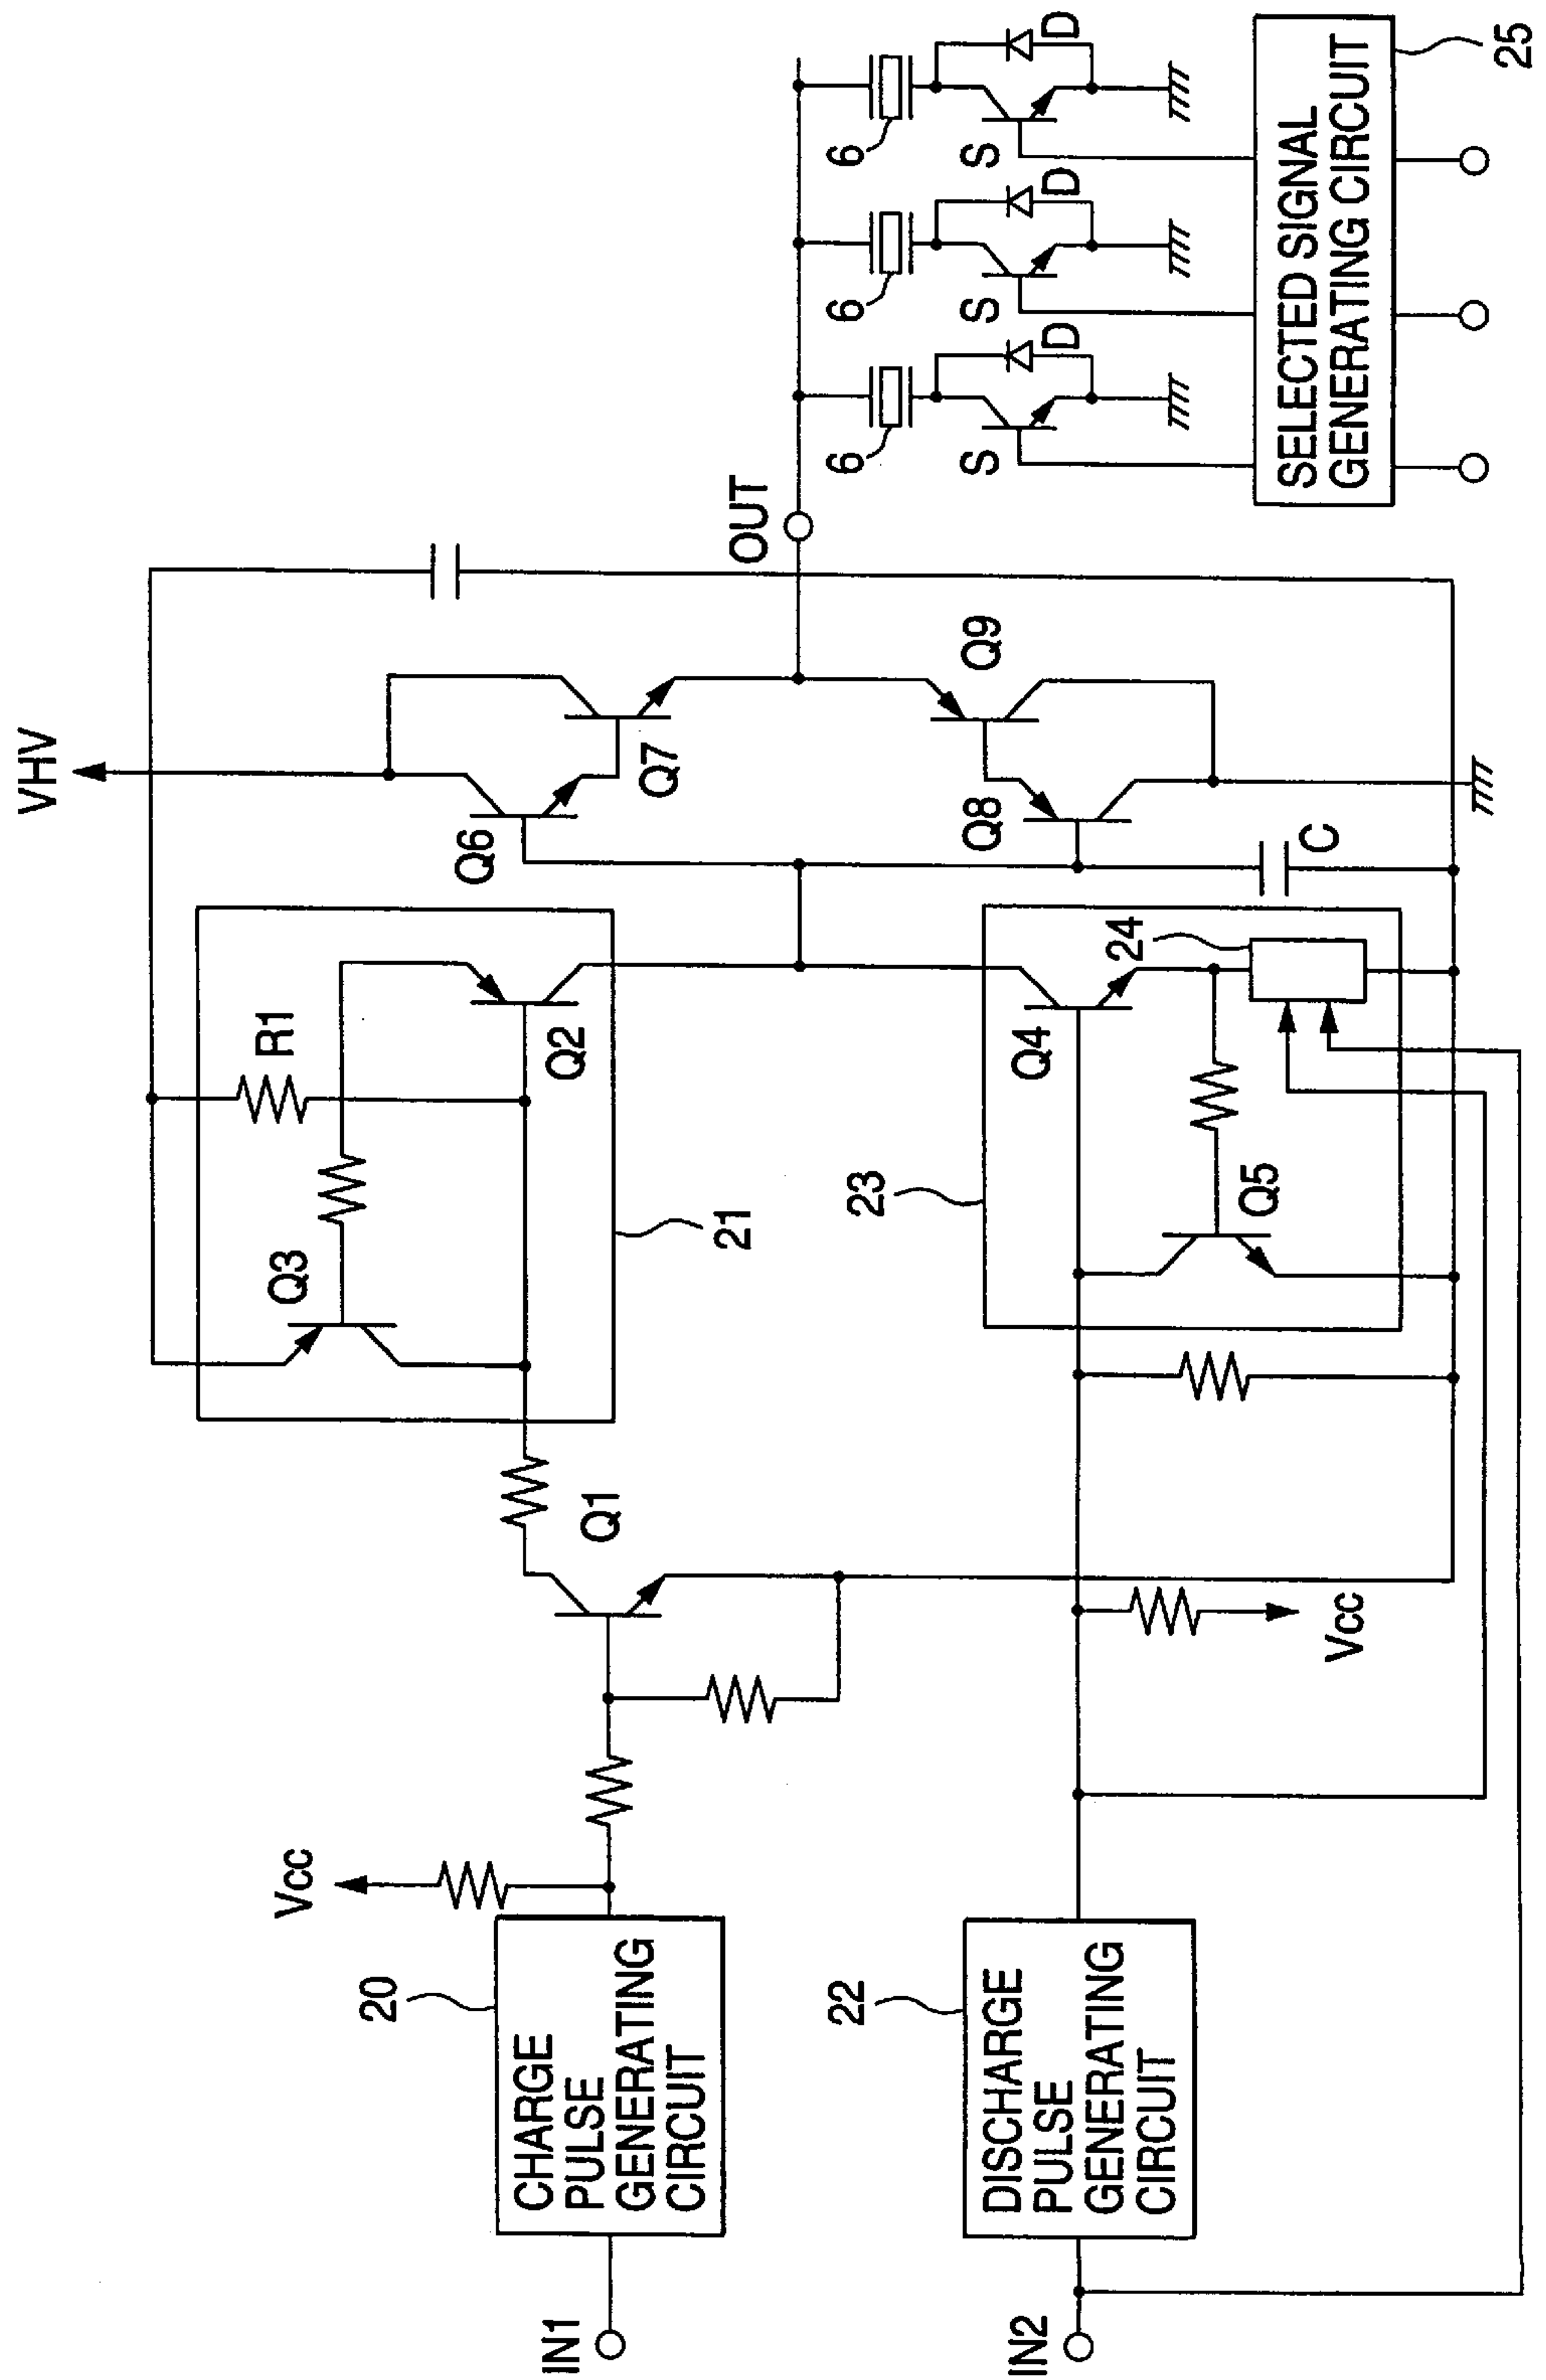 IN1
20
CHARGE
PULSE
GENERATING
CIRCUIT
Vcc
Q1
Q3
R1
Q2
21
VHV
Q6
Q7
OUT
IN2
22
DISCHARGE
PULSE
GENERATING
CIRCUIT
Vcc
23
Q5
Q4
24
C
Q8
Q9
6
S
D
6
S
D
6
S
D
SELECTED SIGNAL
GENERATING CIRCUIT
25